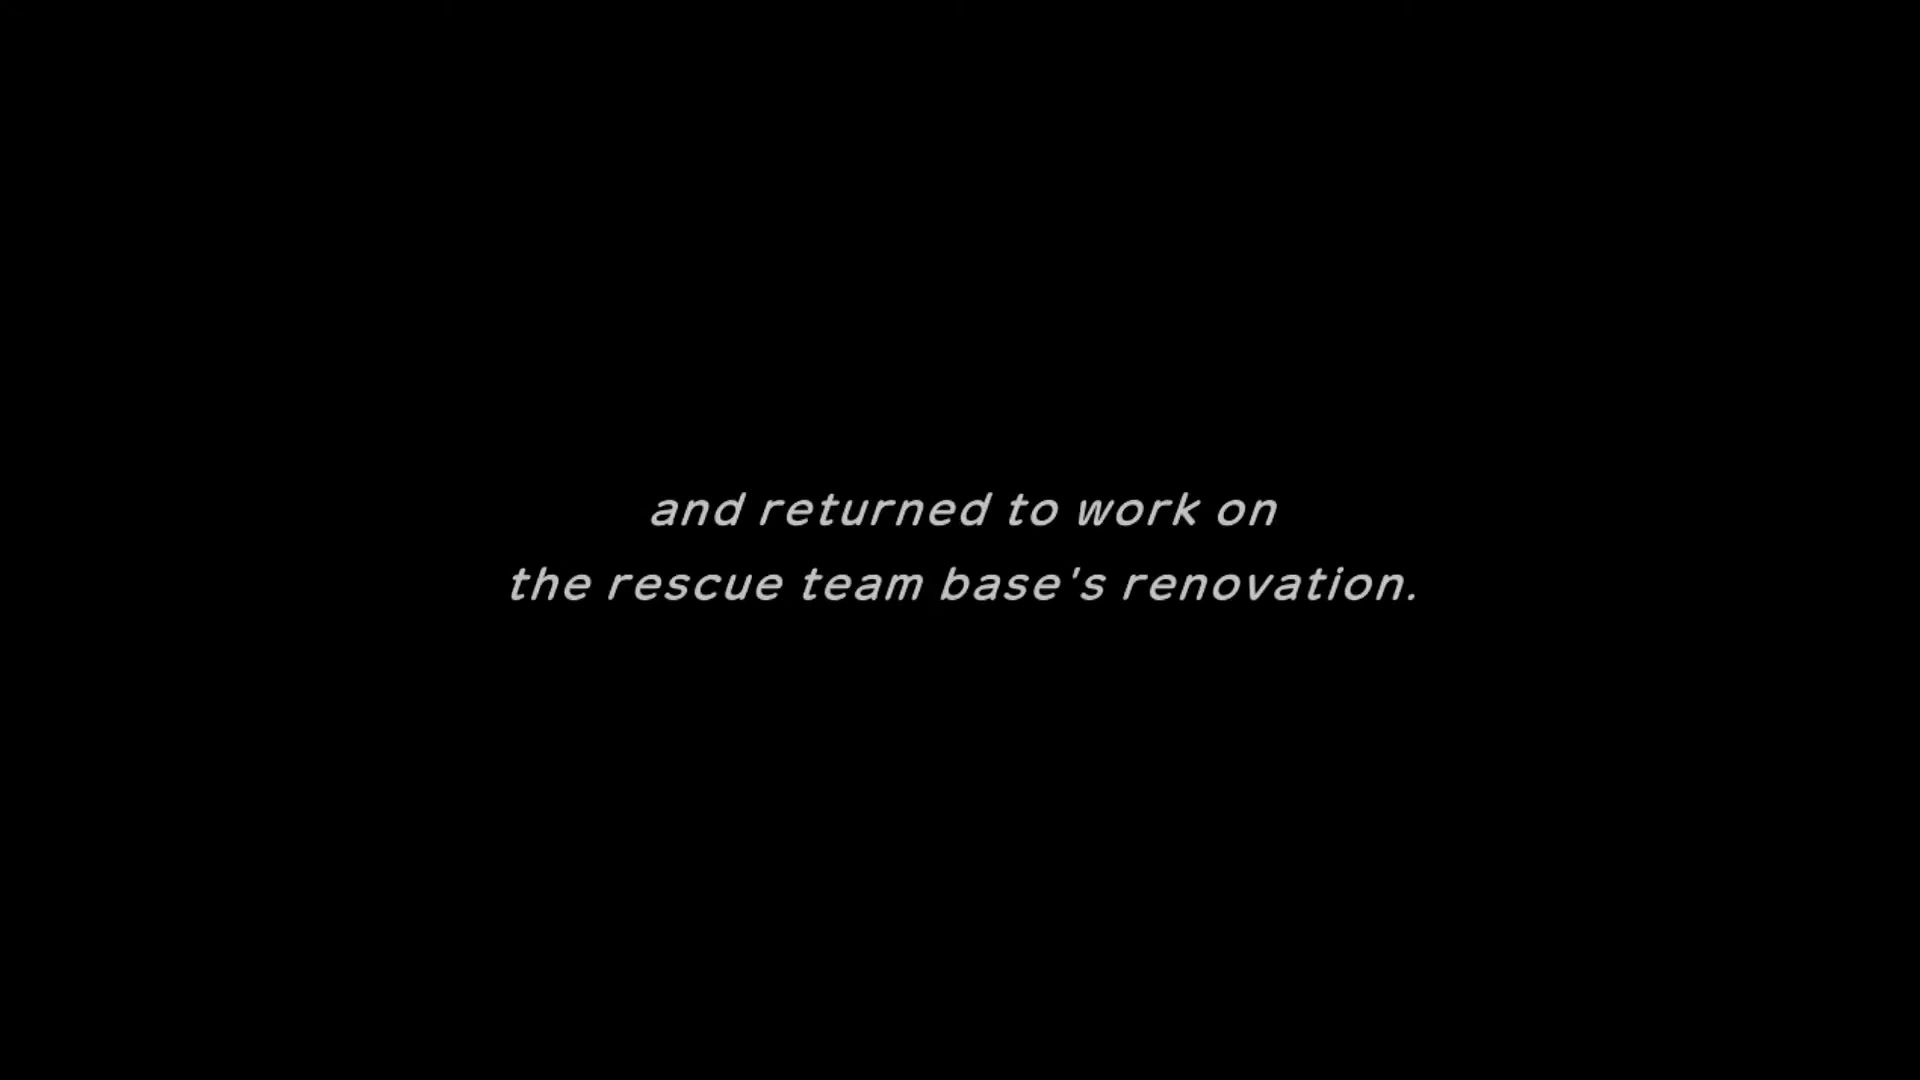 and returned to work on
the rescue team base's renovation.